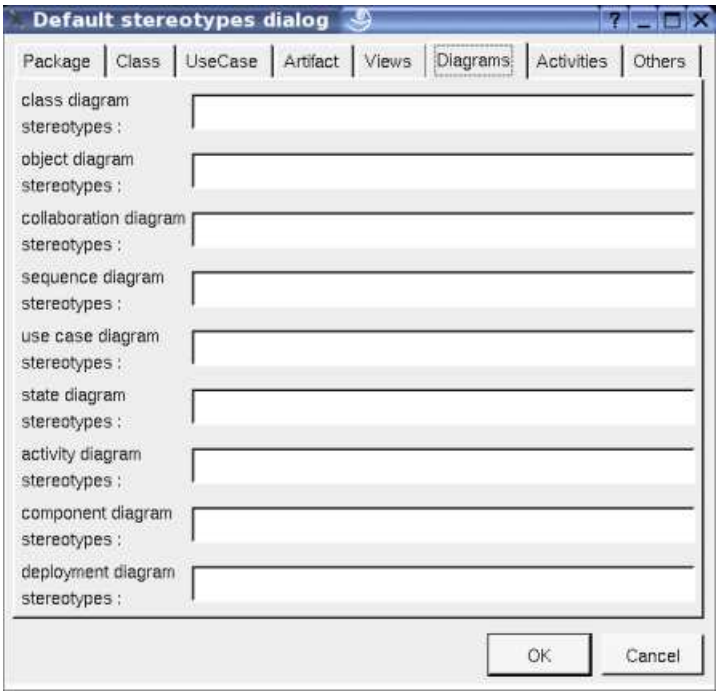 Default stereotypes dialog ? _ □ X
Package Class UseCase Artifact Views Diagrams Activities Others
class diagram
stereotypes :
object diagram
stereotypes :
collaboration diagram
stereotypes :
sequence diagram
stereotypes :
use case diagram
stereotypes :
state diagram
stereotypes :
activity diagram
stereotypes :
component diagram
stereotypes :
deployment diagram
stereotypes :
OK Cancel